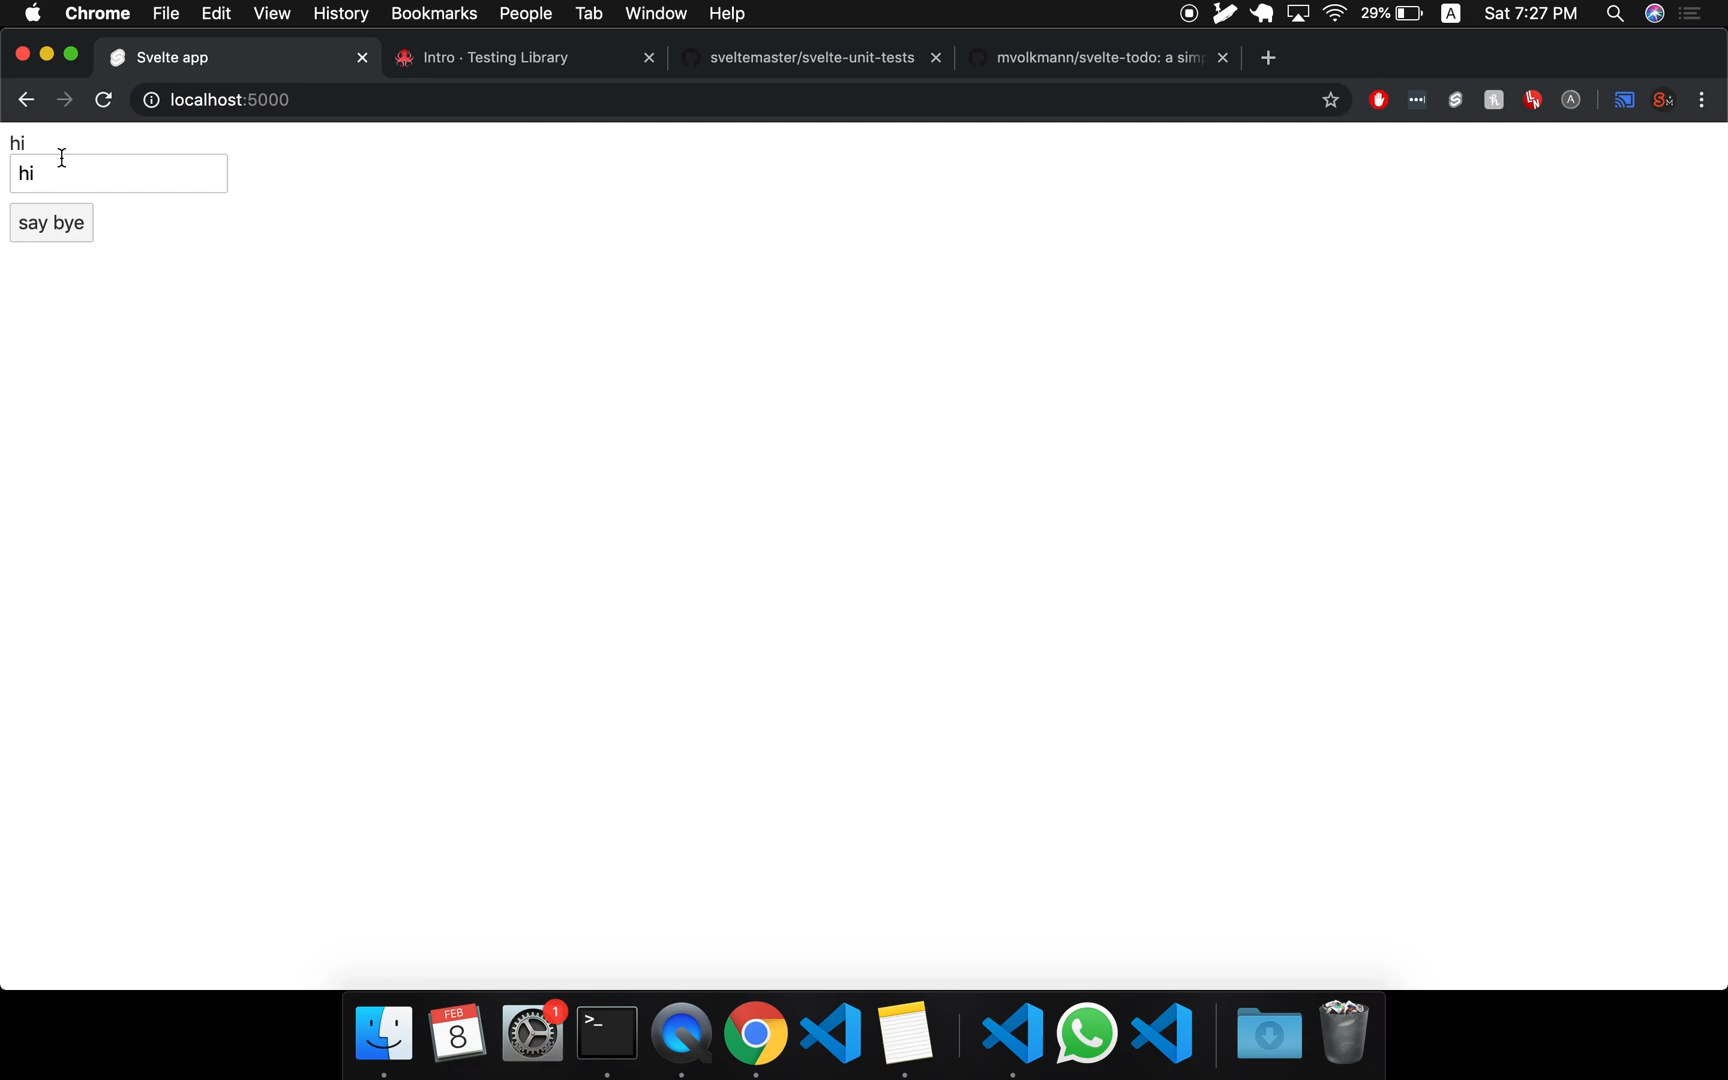 Chrome File Edit View History Bookmarks People Tab Window Help 29% A Sat 7:27 PM
Svelte app Intro · Testing Library sveltemaster/svelte-unit-tests mvolkmann/svelte-todo: a sim
localhost:5000
hi
hi
say bye
FEB
8
1
>_